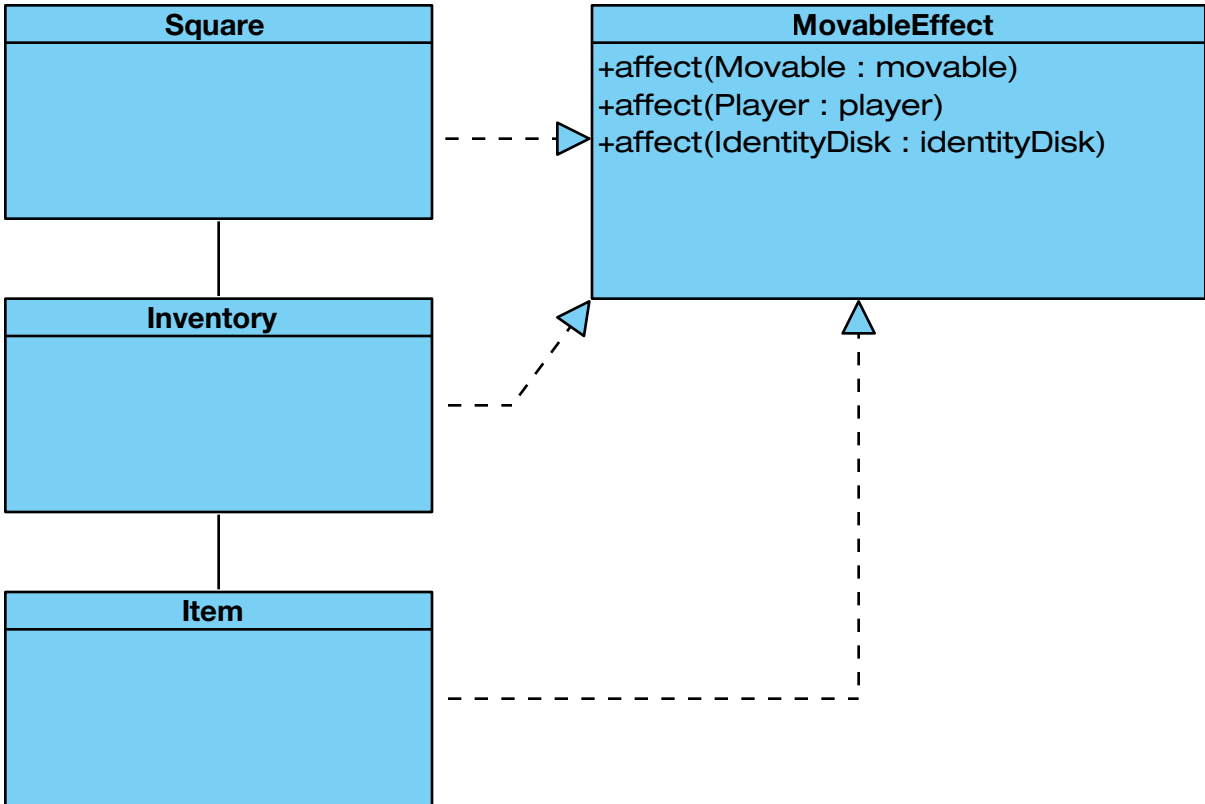 Square
MovableEffect
+affect(Movable : movable)
+affect(Player : player)
+affect(IdentityDisk : identityDisk)
Inventory
Item